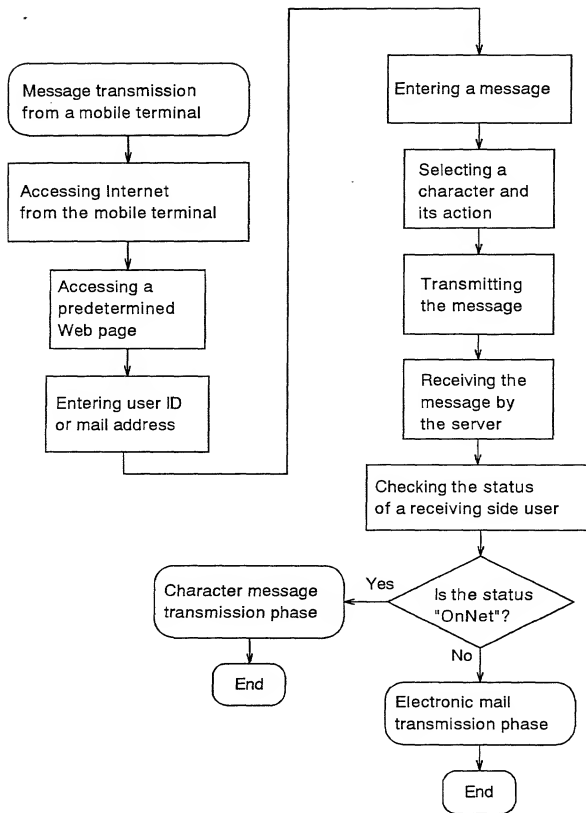 Message transmission
from a mobile terminal
Accessing Internet
from the mobile terminal
Accessing a
predetermined
Web page
Entering user ID
or mail address
Entering a message
Selecting a
character and
its action
Transmitting
the message
Receiving the
message by
the server
Checking the status
of a receiving side user
Is the status
"OnNet"?
Yes
Character message
transmission phase
End
No
Electronic mail
transmission phase
End